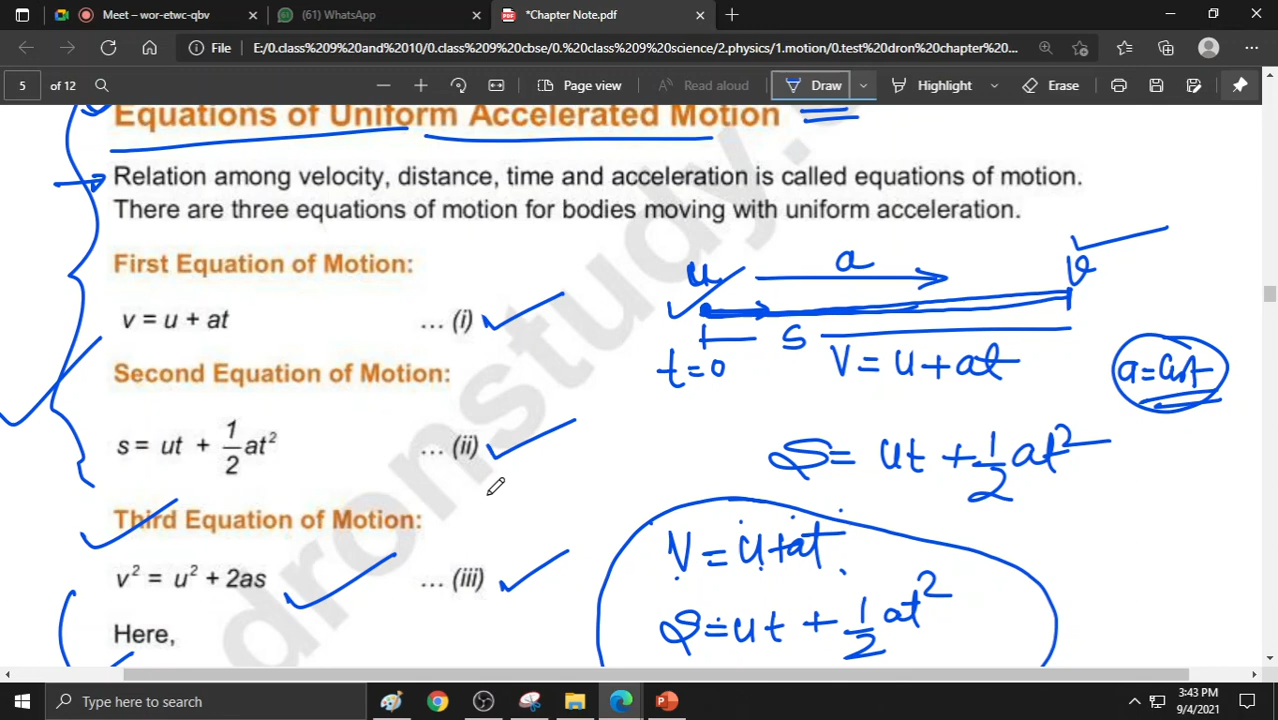 Meet – wor-etwc-qbv
(61) WhatsApp
*Chapter Note.pdf
File
E:/0.class%209%20and%2010/0.class%209%20cbse/0.%20class%209%20science/2.physics/1.motion/0.test%20dron%20chapter%20...
5 of 12
Page view
Read aloud
Draw
Highlight
Erase
Equations of Uniform Accelerated Motion
Relation among velocity, distance, time and acceleration is called equations of motion.
There are three equations of motion for bodies moving with uniform acceleration.
First Equation of Motion:
v = u + at ... (i)
Second Equation of Motion:
s = ut + 1/2 at² ... (ii)
Third Equation of Motion:
v² = u² + 2as ... (iii)
Here,
u
a
v
s
t=0
V = u + at
a = cnst
S = ut + 1/2 at²
V = u + at
S = ut + 1/2 at²
dronstudy.
Type here to search
3:43 PM
9/4/2021